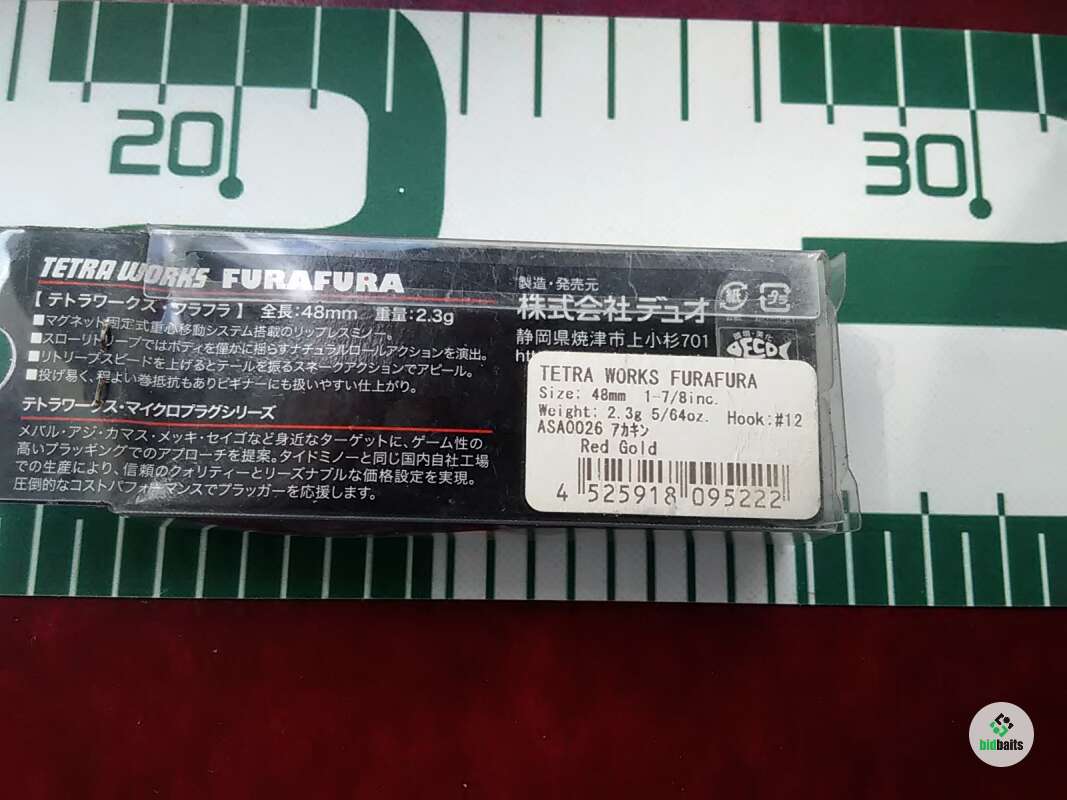 20
30
TETRA WORKS FURAFURA
【 テトラワークス・フラフラ 】 全長:48mm 重量:2.3g
■マグネット固定式重心移動システム搭載のリップレスミノー。
■スローリトリーブではボディを僅かに揺らすナチュラルロールアクションを演出。
■リトリーブスピードを上げるとテールを振るスネークアクションでアピール。
■投げ易く、程よい巻抵抗もありビギナーにも扱いやすい仕上がり。
テトラワークス・マイクロプラグシリーズ
メバル・アジ・カマス・メッキ・セイゴなど身近なターゲットに、ゲーム性の
高いプラッギングでのアプローチを提案。タイドミノーと同じ国内自社工場
での生産により、信頼のクォリティーとリーズナブルな価格設定を実現。
圧倒的なコストパフォーマンスでプラッガーを応援します。
製造・発売元
株式会社デュオ
静岡県焼津市上小杉701
紙
プラ
FCD
TETRA WORKS FURAFURA
Size: 48mm 1-7/8inc.
Weight: 2.3g 5/64oz. Hook:#12
ASA0026 アカキン
Red Gold
4 525918 095222
bidbaits